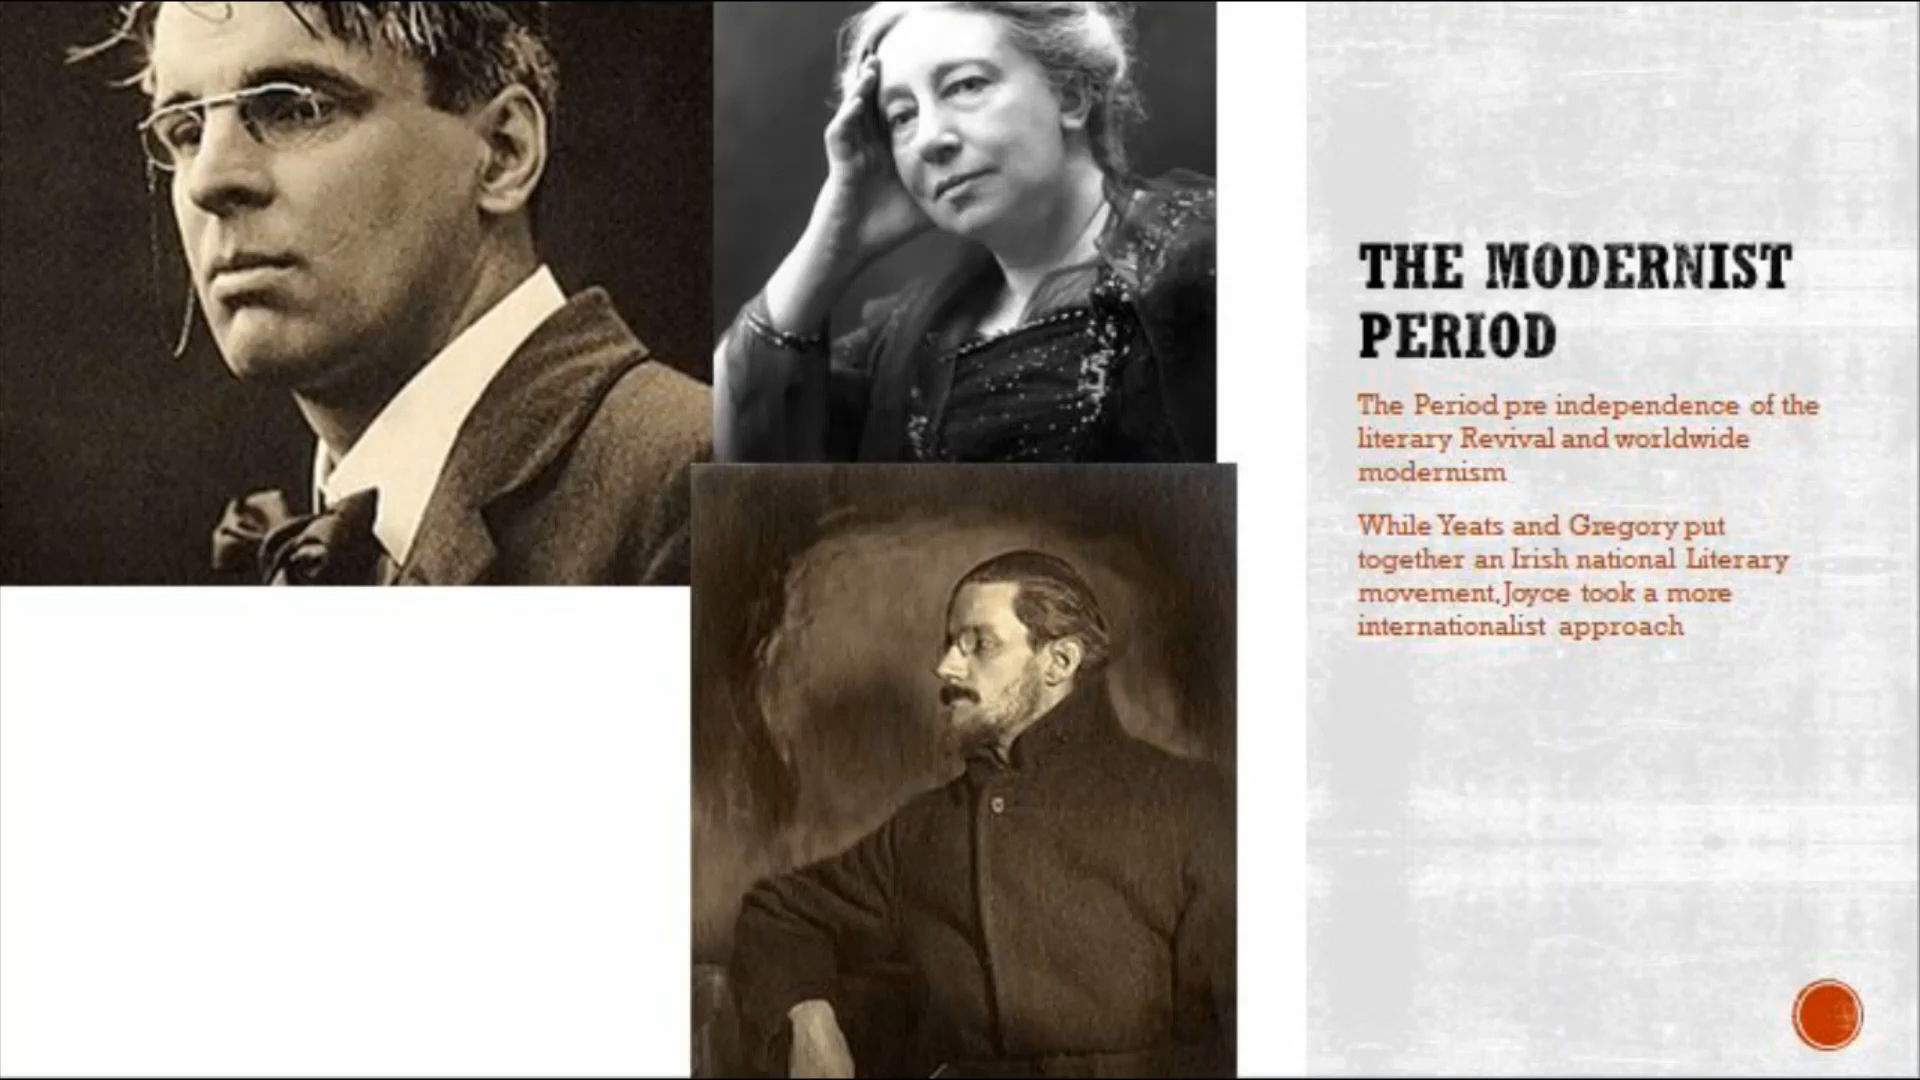 THE MODERNIST
PERIOD
The Period pre independence of the
literary Revival and worldwide
modernism
While Yeats and Gregory put
together an Irish national Literary
movement,Joyce took a more
internationalist approach